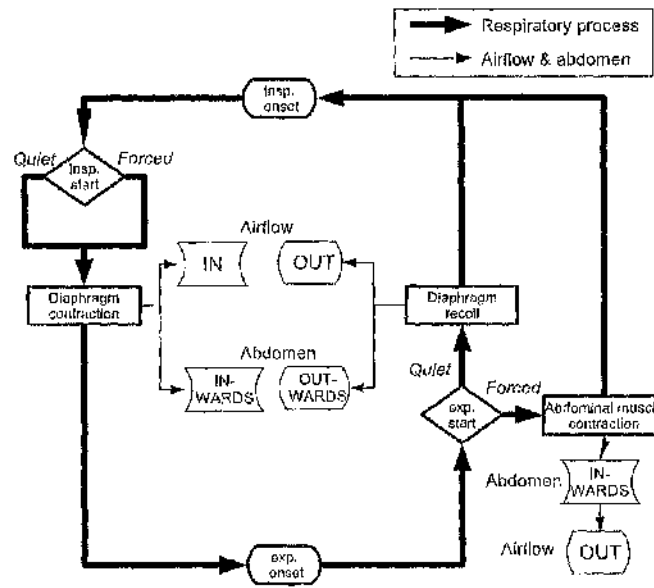 Respiratory process
Airflow & abdomen
Insp.
onset
Quiet
Forced
Insp.
start
Airflow
IN
OUT
Diaphragm
contraction
Diaphragm
recoil
Abdomen
IN-
WARDS
OUT-
WARDS
Quiet
Forced
exp.
start
Abdominal muscle
contraction
Abdomen
IN-
WARDS
exp.
onset
Airflow
OUT